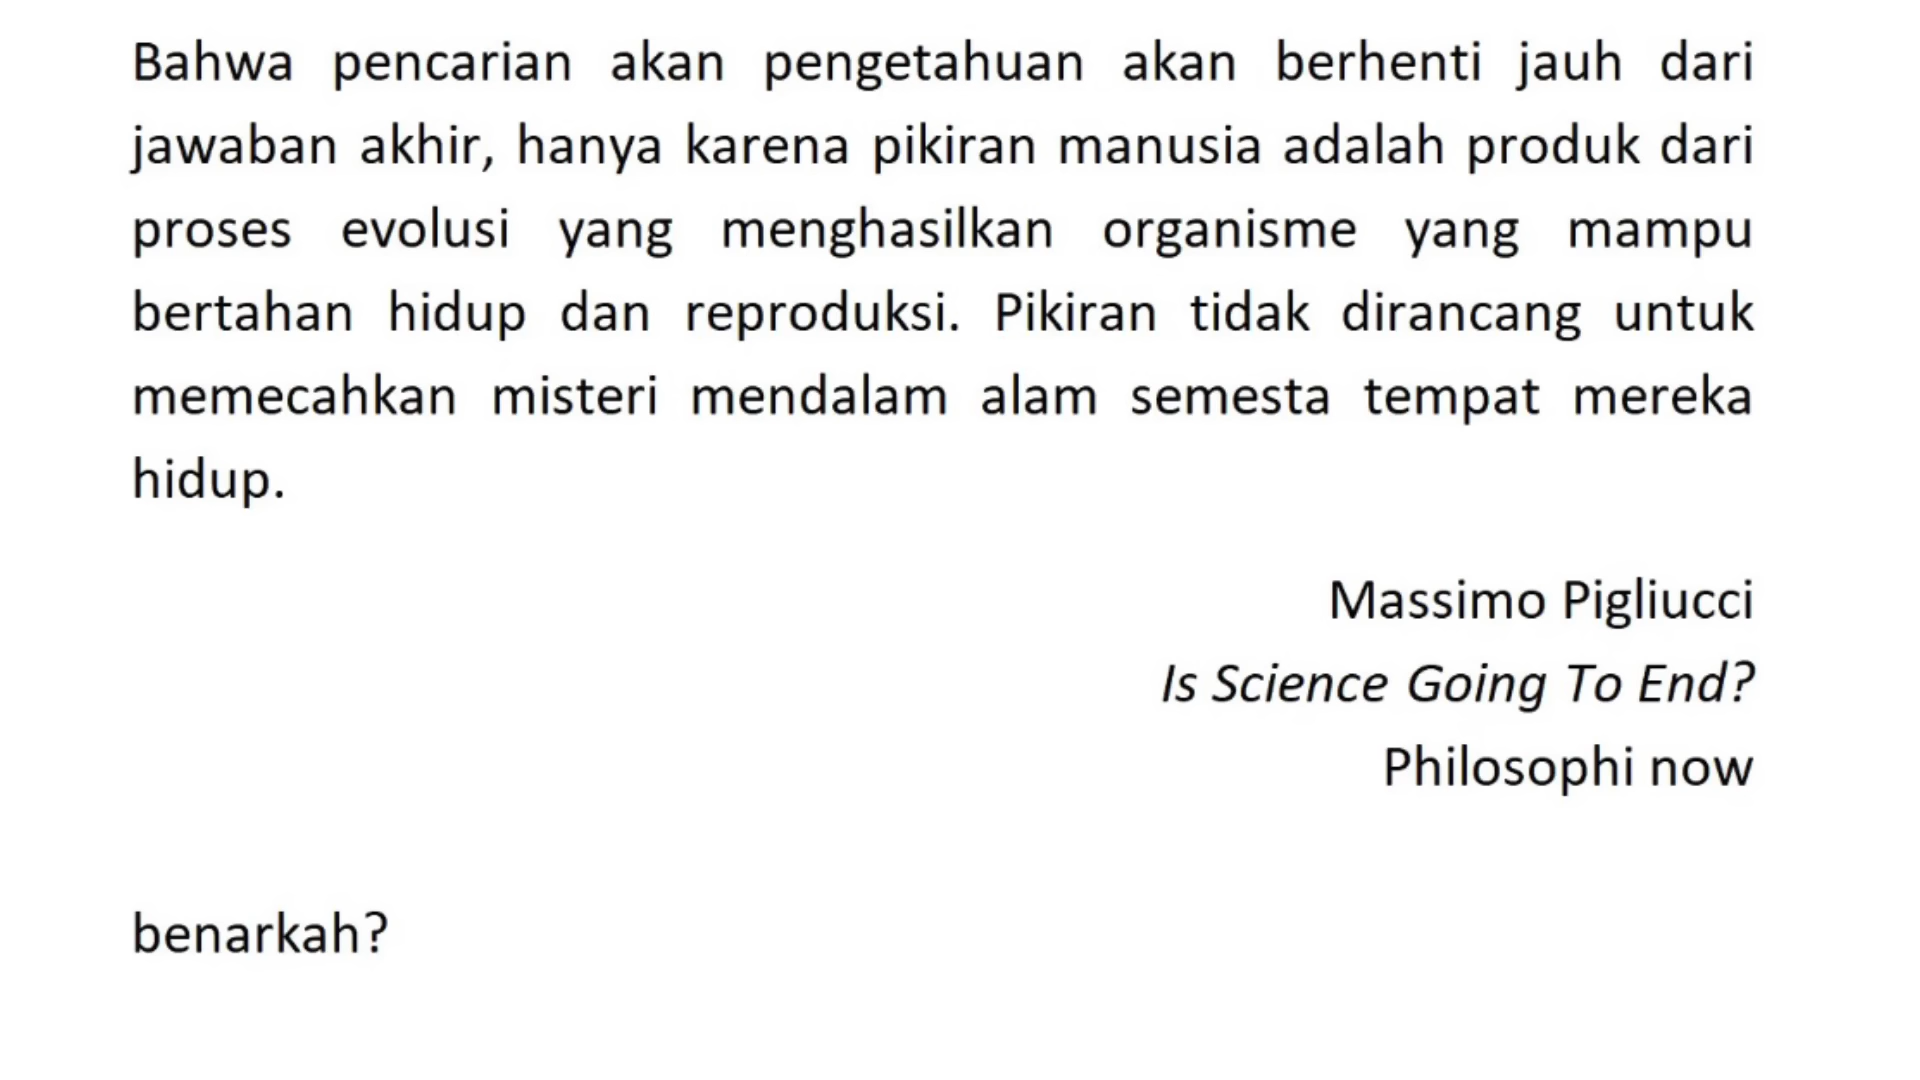 Bahwa pencarian akan pengetahuan akan berhenti jauh dari
jawaban akhir, hanya karena pikiran manusia adalah produk dari
proses evolusi yang menghasilkan organisme yang mampu
bertahan hidup dan reproduksi. Pikiran tidak dirancang untuk
memecahkan misteri mendalam alam semesta tempat mereka
hidup.
Massimo Pigliucci
Is Science Going To End?
Philosophi now
benarkah?